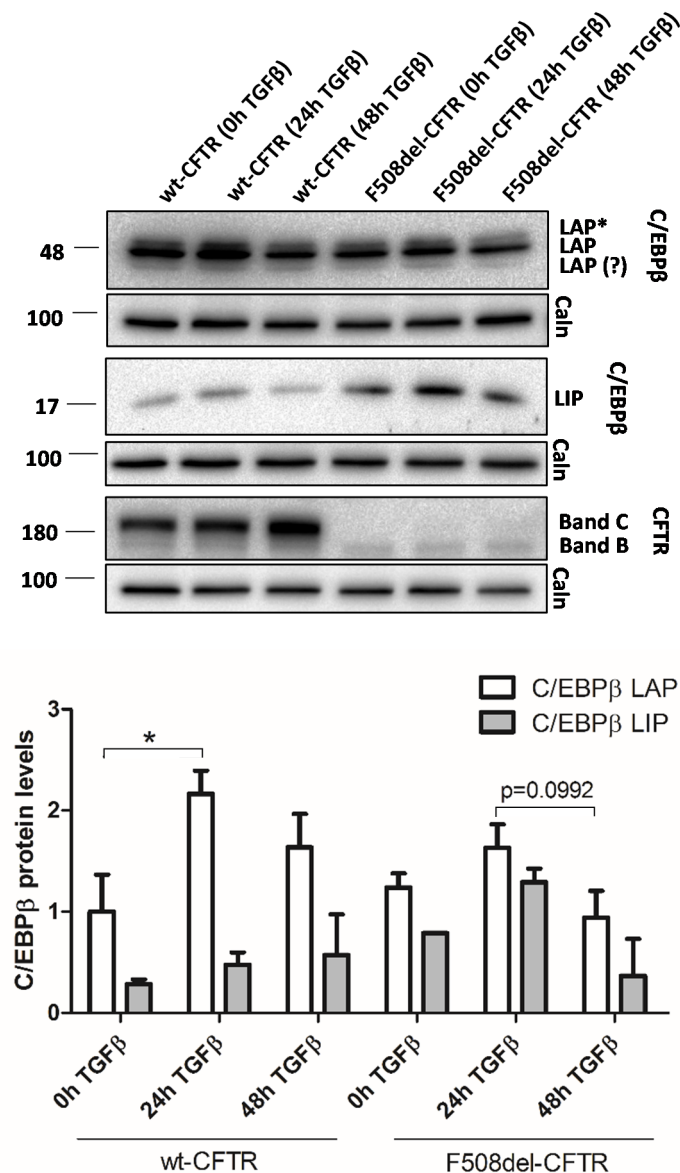 wt-CFTR (0h TGFβ)
wt-CFTR (24h TGFβ)
wt-CFTR (48h TGFβ)
F508del-CFTR (0h TGFβ)
F508del-CFTR (24h TGFβ)
F508del-CFTR (48h TGFβ)
48
LAP*
LAP
LAP (?)
C/EBPβ
100
Caln
17
LIP
C/EBPβ
100
Caln
180
Band C
Band B
CFTR
100
Caln
C/EBPβ LAP
C/EBPβ LIP
C/EBPβ protein levels
3
2
1
0
*
p=0.0992
0h TGFβ
24h TGFβ
48h TGFβ
0h TGFβ
24h TGFβ
48h TGFβ
wt-CFTR
F508del-CFTR